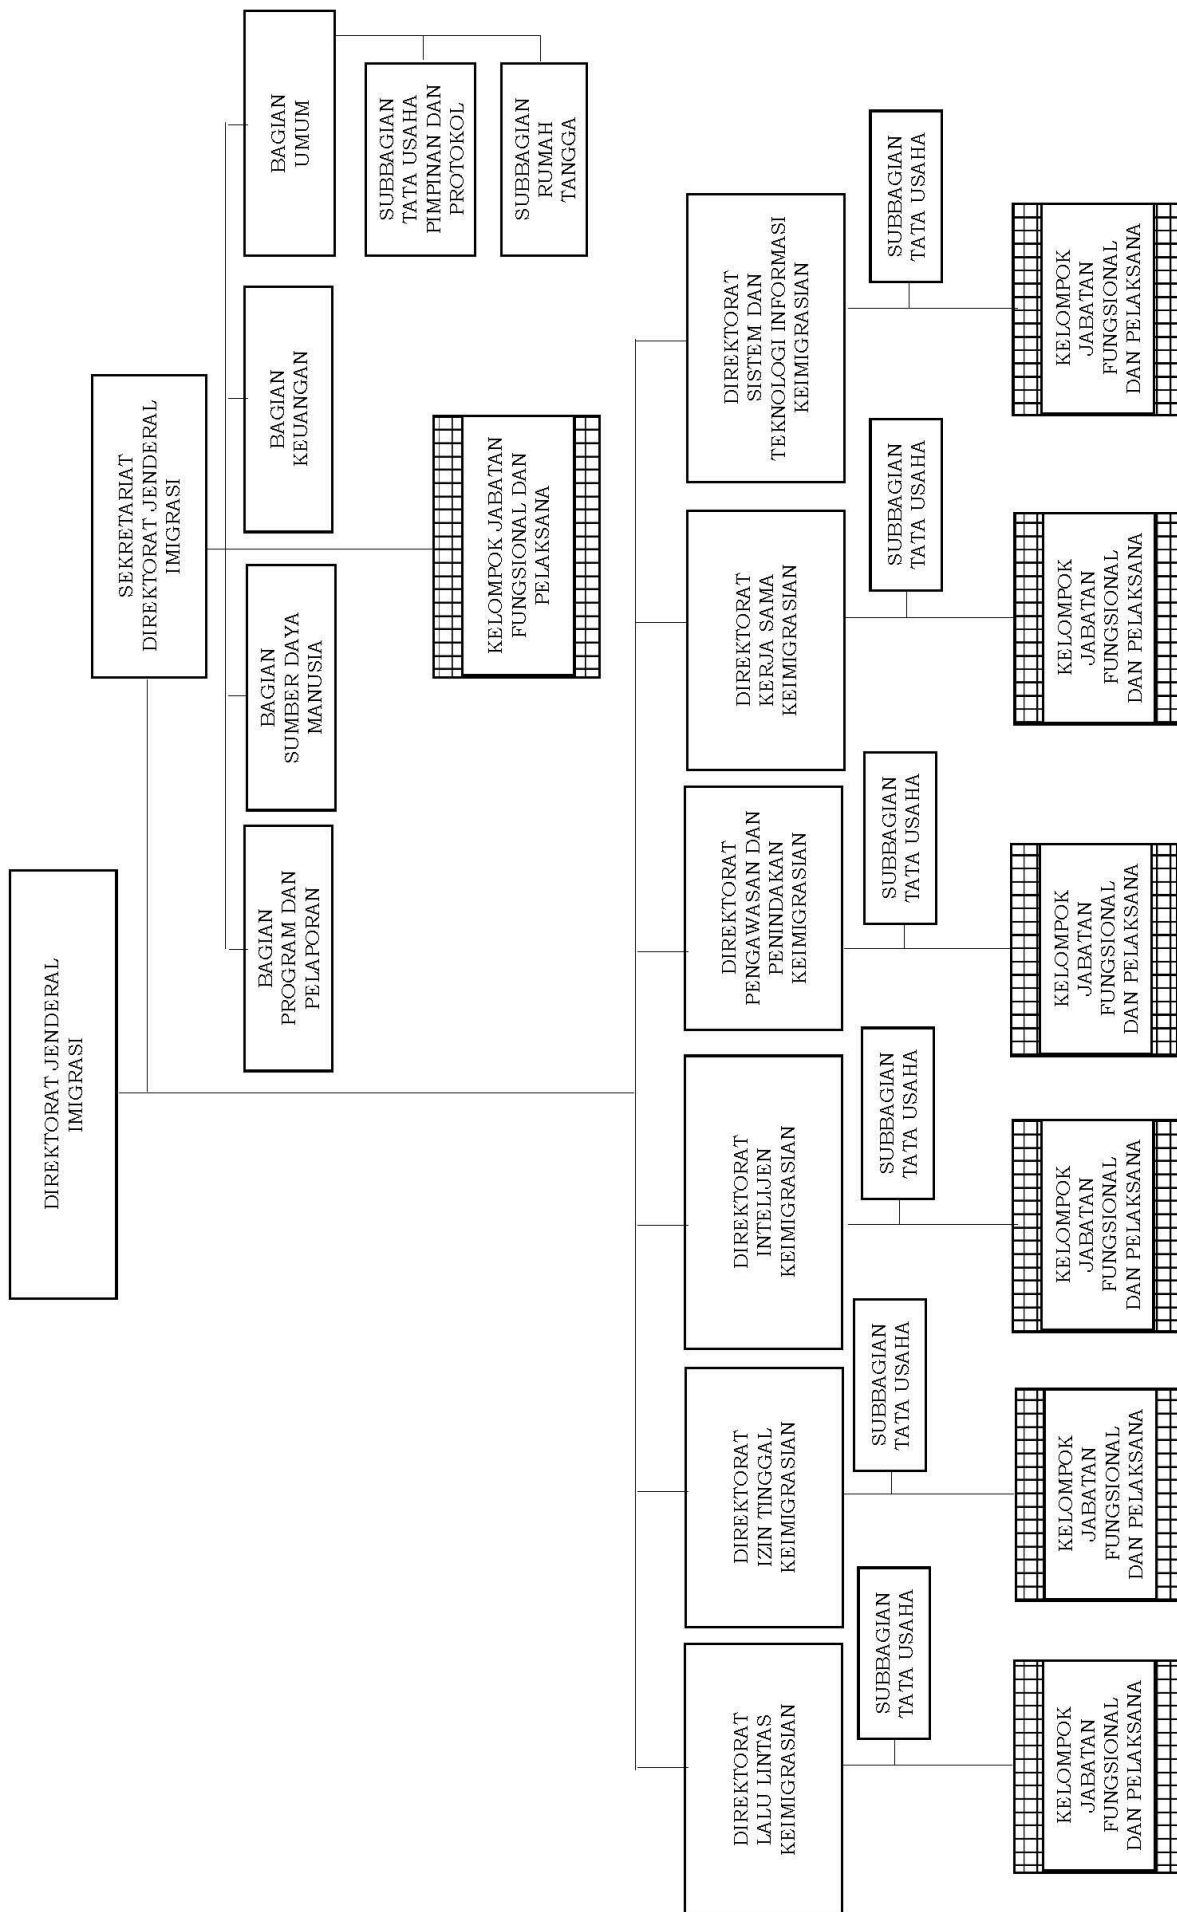 DIREKTORAT JENDERAL
IMIGRASI
SEKRETARIAT
DIREKTORAT JENDERAL
IMIGRASI
BAGIAN
PROGRAM DAN
PELAPORAN
BAGIAN
SUMBER DAYA
MANUSIA
BAGIAN
KEUANGAN
BAGIAN
UMUM
SUBBAGIAN
TATA USAHA
PIMPINAN DAN
PROTOKOL
SUBBAGIAN
RUMAH
TANGGA
KELOMPOK JABATAN
FUNGSIONAL DAN
PELAKSANA
DIREKTORAT
LALU LINTAS
KEIMIGRASIAN
DIREKTORAT
IZIN TINGGAL
KEIMIGRASIAN
DIREKTORAT
INTELIJEN
KEIMIGRASIAN
DIREKTORAT
PENGAWASAN DAN
PENINDAKAN
KEIMIGRASIAN
DIREKTORAT
KERJA SAMA
KEIMIGRASIAN
DIREKTORAT
SISTEM DAN
TEKNOLOGI INFORMASI
KEIMIGRASIAN
SUBBAGIAN
TATA USAHA
SUBBAGIAN
TATA USAHA
SUBBAGIAN
TATA USAHA
SUBBAGIAN
TATA USAHA
SUBBAGIAN
TATA USAHA
SUBBAGIAN
TATA USAHA
KELOMPOK
JABATAN
FUNGSIONAL
DAN PELAKSANA
KELOMPOK
JABATAN
FUNGSIONAL
DAN PELAKSANA
KELOMPOK
JABATAN
FUNGSIONAL
DAN PELAKSANA
KELOMPOK
JABATAN
FUNGSIONAL
DAN PELAKSANA
KELOMPOK
JABATAN
FUNGSIONAL
DAN PELAKSANA
KELOMPOK
JABATAN
FUNGSIONAL
DAN PELAKSANA